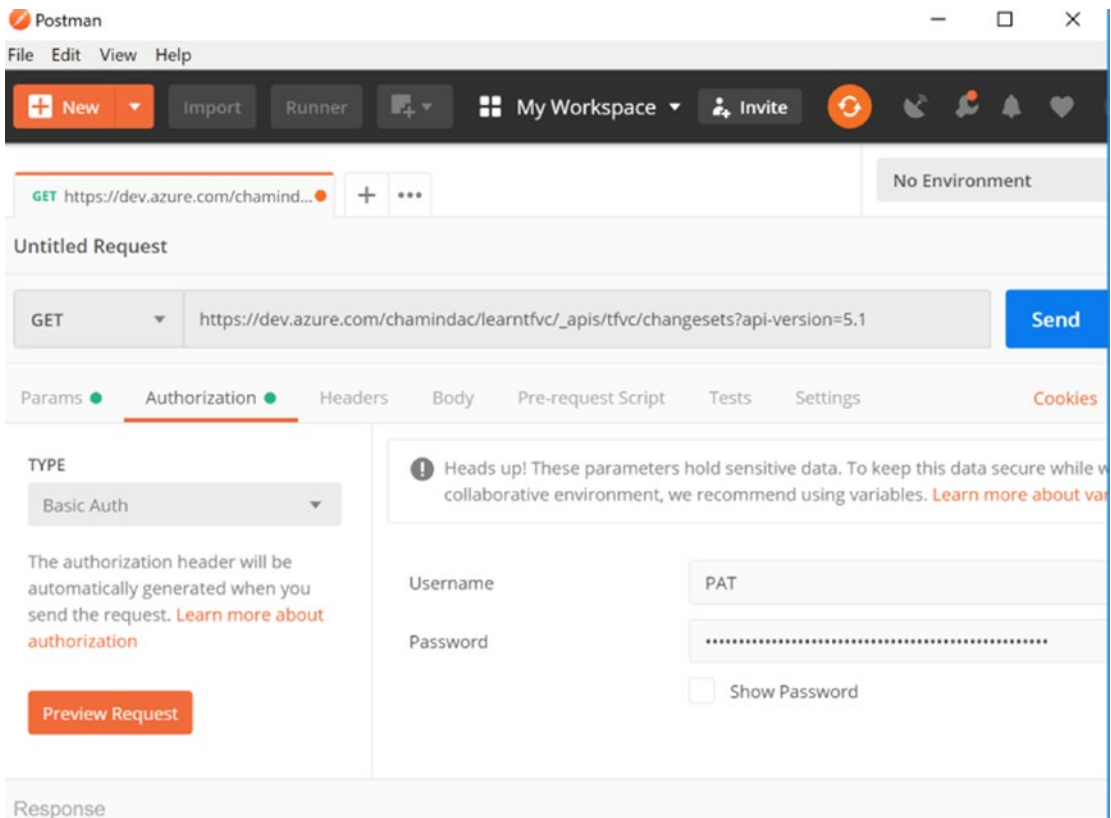 Postman
File Edit View Help
New Import Runner My Workspace Invite
GET https://dev.azure.com/chamind...
No Environment
Untitled Request
GET https://dev.azure.com/chamindac/learntfvc/_apis/tfvc/changesets?api-version=5.1 Send
Params Authorization Headers Body Pre-request Script Tests Settings Cookies
TYPE
Basic Auth
The authorization header will be
automatically generated when you
send the request. Learn more about
authorization
Preview Request
Heads up! These parameters hold sensitive data. To keep this data secure while
collaborative environment, we recommend using variables. Learn more about
Username PAT
Password
Show Password
Response